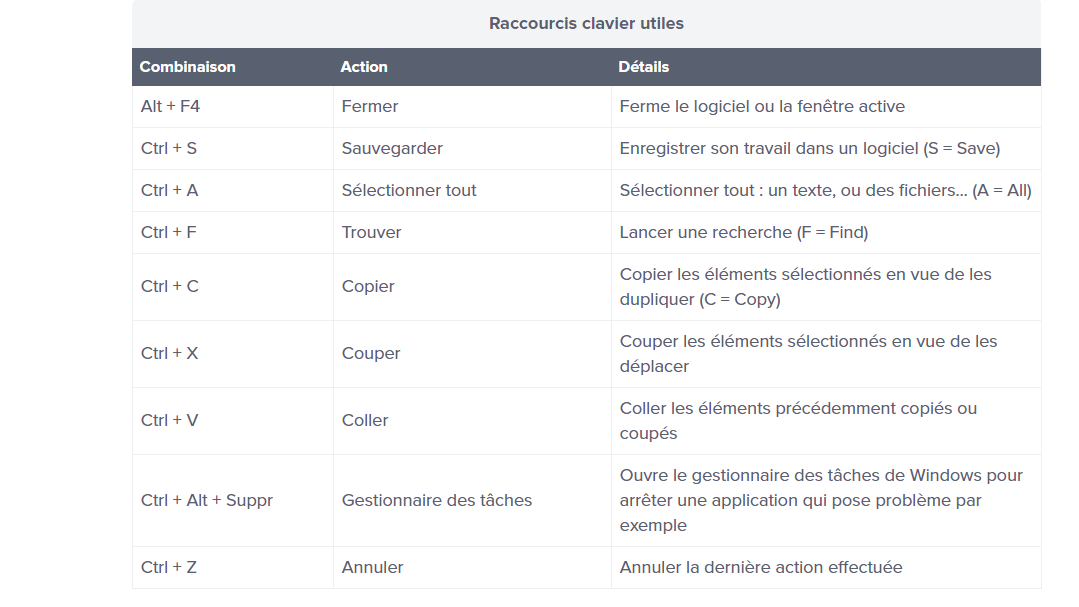 Raccourcis clavier utiles
Combinaison Action Détails
Alt + F4 Fermer Ferme le logiciel ou la fenêtre active
Ctrl + S Sauvegarder Enregistrer son travail dans un logiciel (S = Save)
Ctrl + A Sélectionner tout Sélectionner tout : un texte, ou des fichiers... (A = All)
Ctrl + F Trouver Lancer une recherche (F = Find)
Ctrl + C Copier Copier les éléments sélectionnés en vue de les
dupliquer (C = Copy)
Ctrl + X Couper Couper les éléments sélectionnés en vue de les
déplacer
Ctrl + V Coller Coller les éléments précédemment copiés ou
coupés
Ctrl + Alt + Suppr Gestionnaire des tâches Ouvre le gestionnaire des tâches de Windows pour
arrêter une application qui pose problème par
exemple
Ctrl + Z Annuler Annuler la dernière action effectuée